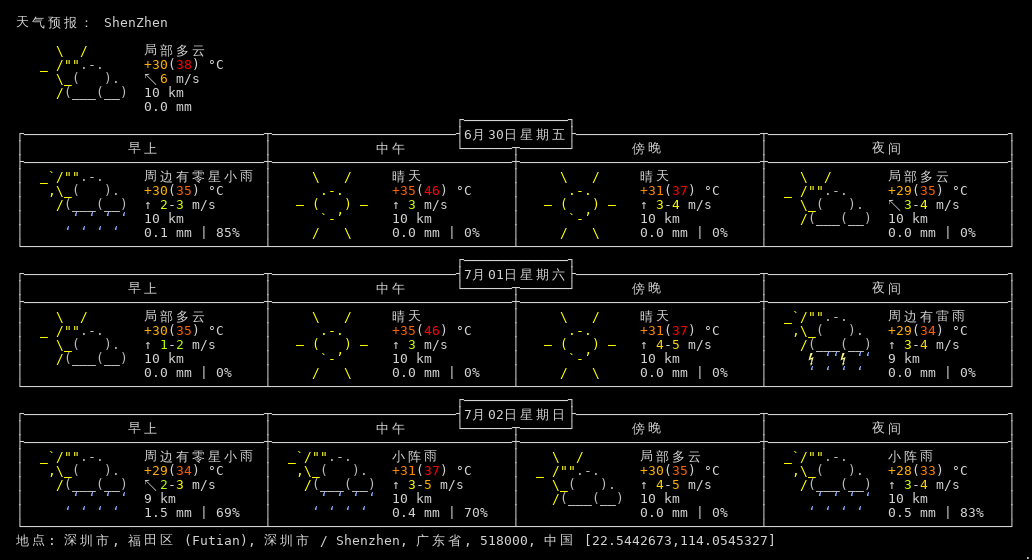 天气预报： ShenZhen
局部多云
+30(38) °C
↖6 m/s
10 km
0.0 mm
6月30日星期五
早上 中午 傍晚 夜间
周边有零星小雨 晴天 晴天 局部多云
+30(35) °C +35(46) °C +31(37) °C +29(35) °C
↑ 2-3 m/s ↑ 3 m/s ↑ 3-4 m/s ↖3-4 m/s
10 km 10 km 10 km 10 km
0.1 mm | 85% 0.0 mm | 0% 0.0 mm | 0% 0.0 mm | 0%
7月01日星期六
早上 中午 傍晚 夜间
局部多云 晴天 晴天 周边有雷雨
+30(35) °C +35(46) °C +31(37) °C +29(34) °C
↑ 1-2 m/s ↑ 3 m/s ↑ 4-5 m/s ↑ 3-4 m/s
10 km 10 km 10 km 9 km
0.0 mm | 0% 0.0 mm | 0% 0.0 mm | 0% 0.0 mm | 0%
7月02日星期日
早上 中午 傍晚 夜间
周边有零星小雨 小阵雨 局部多云 小阵雨
+29(34) °C +31(37) °C +30(35) °C +28(33) °C
↖2-3 m/s ↑ 3-5 m/s ↑ 4-5 m/s ↑ 3-4 m/s
9 km 10 km 10 km 10 km
1.5 mm | 69% 0.4 mm | 70% 0.0 mm | 0% 0.5 mm | 83%
地点: 深圳市, 福田区 (Futian), 深圳市 / Shenzhen, 广东省, 518000, 中国 [22.5442673,114.0545327]